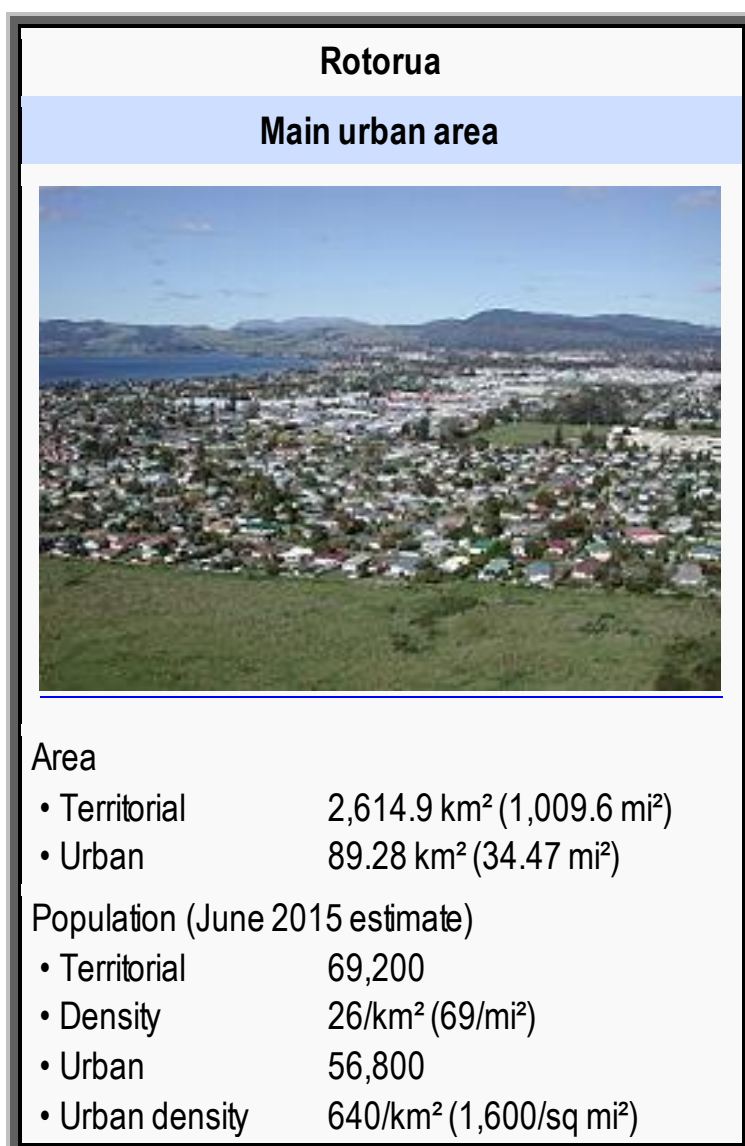 Rotorua
Main urban area
Area
• Territorial 2,614.9 km² (1,009.6 mi²)
• Urban 89.28 km² (34.47 mi²)
Population (June 2015 estimate)
• Territorial 69,200
• Density 26/km² (69/mi²)
• Urban 56,800
• Urban density 640/km² (1,600/sq mi²)